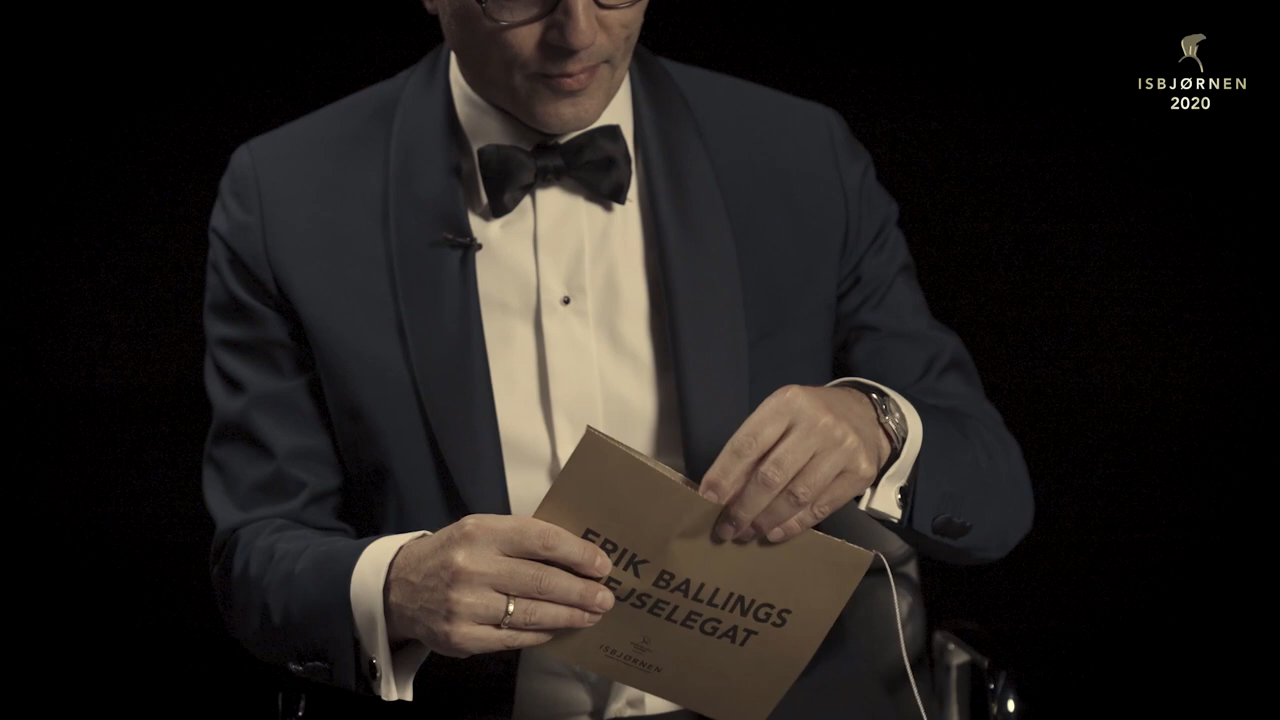 ISBJØRNEN
2020
ERIK BALLINGS
EJSELEGAT
ISBJØRNEN